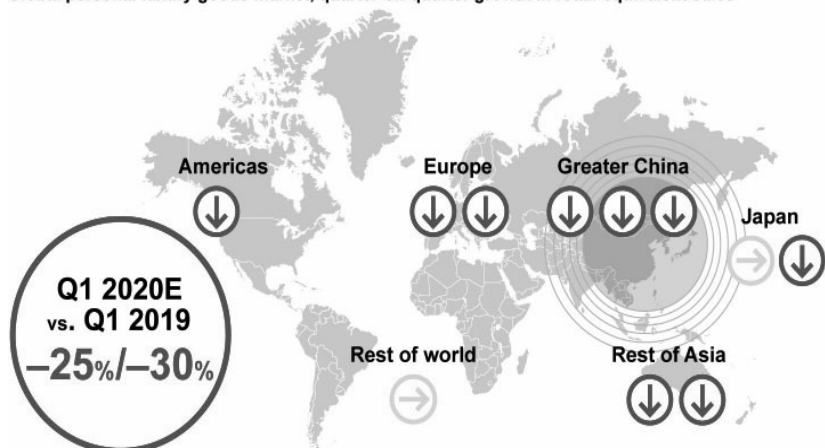 Americas
Europe
Greater China
Japan
Q1 2020E
vs. Q1 2019
–25%/–30%
Rest of world
Rest of Asia